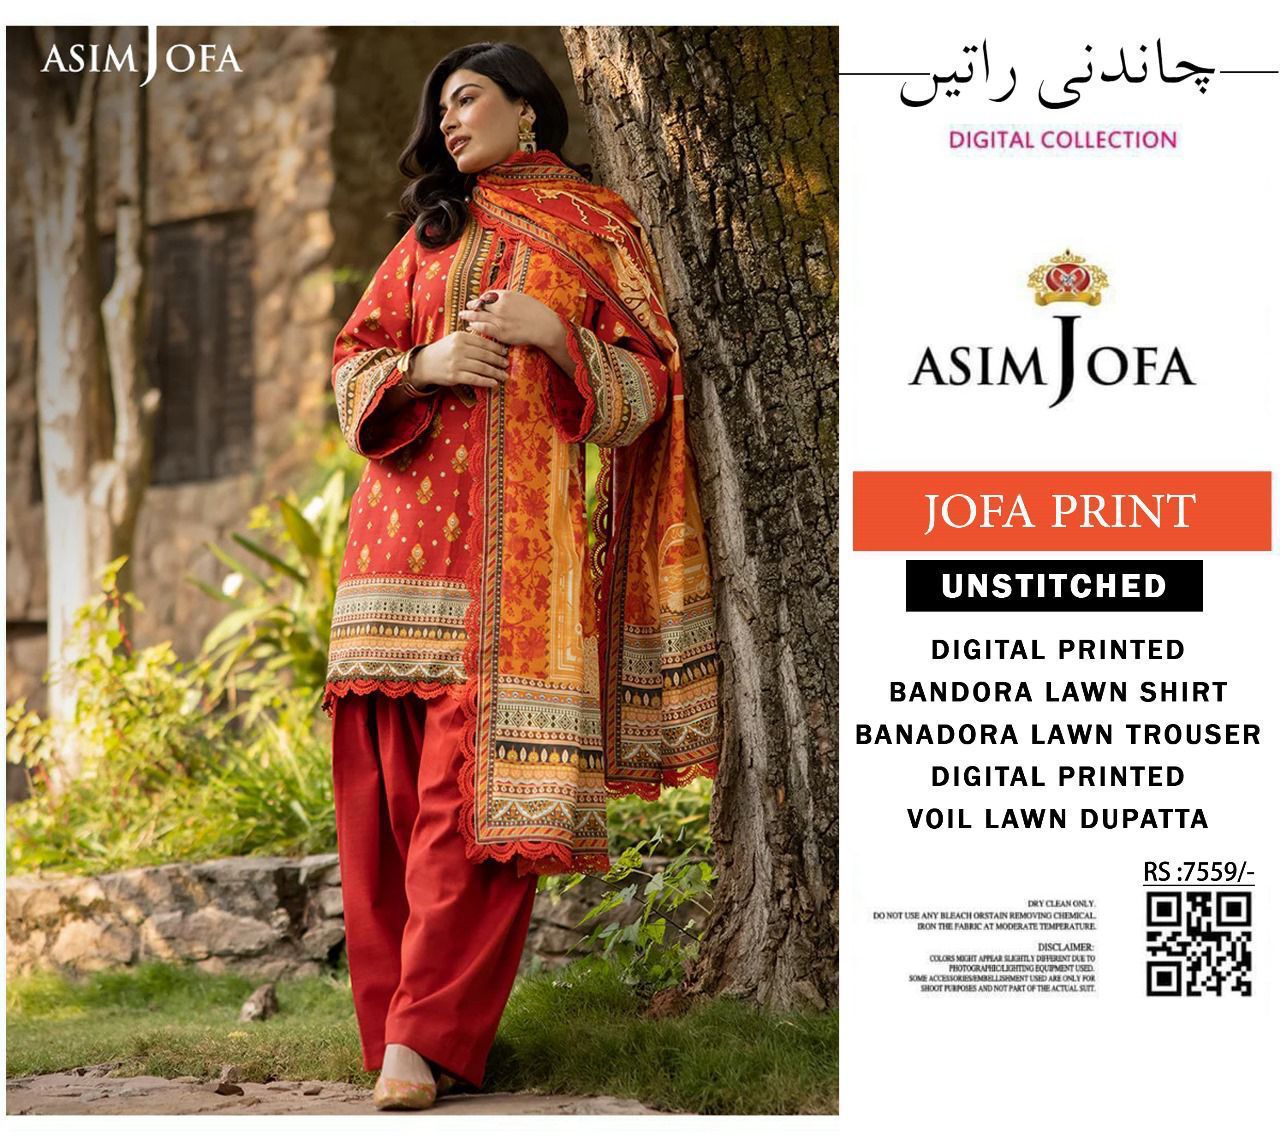 ASIM JOFA
چاندنی راتیں
DIGITAL COLLECTION
ASIM JOFA
JOFA PRINT
UNSTITCHED
DIGITAL PRINTED
BANDORA LAWN SHIRT
BANADORA LAWN TROUSER
DIGITAL PRINTED
VOIL LAWN DUPATTA
RS :7559/-
DRY CLEAN ONLY.
DO NOT USE ANY BLEACH ORSTAIN REMOVING CHEMICAL.
IRON THE FABRIC AT MODERATE TEMPERATURE.
DISCLAIMER:
COLORS MIGHT APPEAR SLIGHTLY DIFFERENT DUE TO
PHOTOGRAPHIC/LIGHTING EQUIPMENT USED.
SOME ACCESSORIES/EMBELLISHMENT USED ARE ONLY FOR
SHOOT PURPOSES AND NOT PART OF THE ACTUAL SUIT.